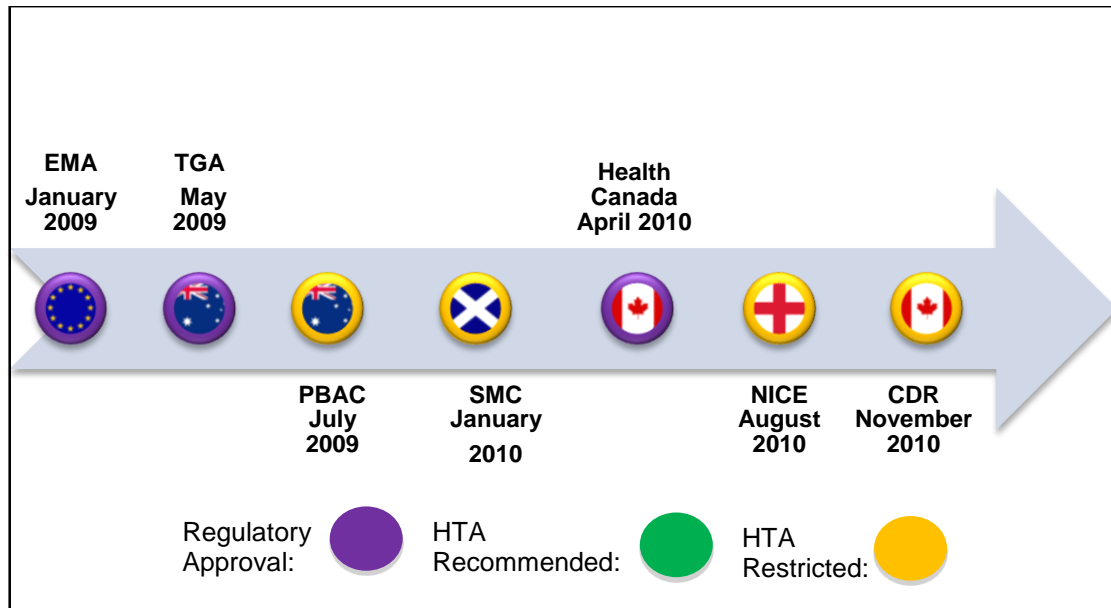 EMA
January
2009
TGA
May
2009
Health
Canada
April 2010
PBAC
July
2009
SMC
January
2010
NICE
August
2010
CDR
November
2010
Regulatory
Approval:
HTA
Recommended:
HTA
Restricted: